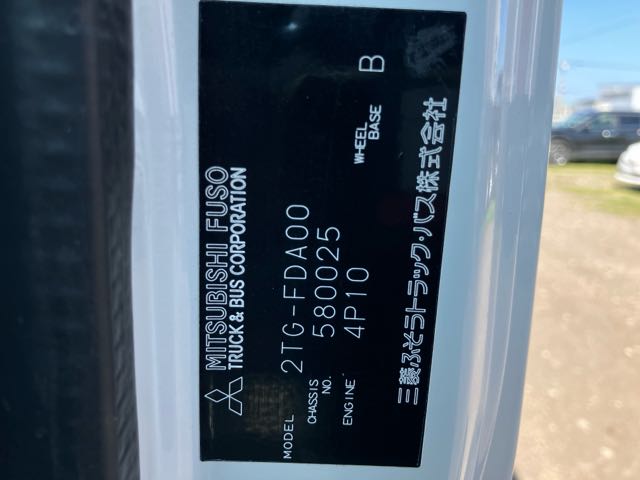 MITSUBISHI FUSO
TRUCK & BUS CORPORATION
MODEL 2TG-FDA00
CHASSIS NO. 580025
ENGINE 4P10
WHEEL BASE B
三菱ふそうトラック・バス株式会社